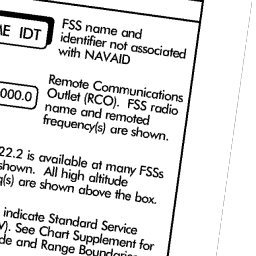 ME IDT
FSS name and
identifier not associated
with NAVAID
000.0
Remote Communications
Outlet (RCO). FSS radio
name and remoted
frequency(s) are shown.
22.2 is available at many FSSs
shown. All high altitude
q(s) are shown above the box.
indicate Standard Service
V). See Chart Supplement for
de and Range Boundaries